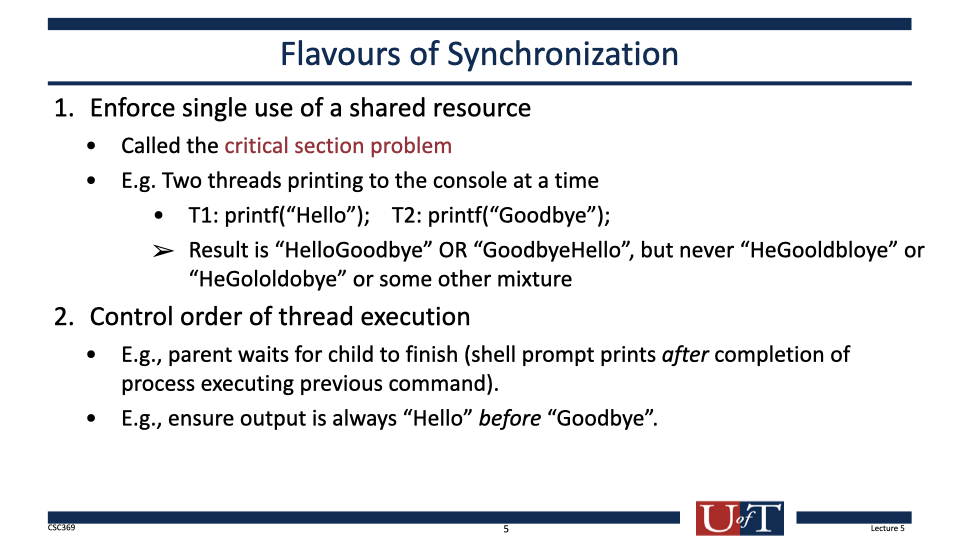 Flavours of Synchronization
1. Enforce single use of a shared resource
• Called the critical section problem
• E.g. Two threads printing to the console at a time
• T1: printf(“Hello”); T2: printf(“Goodbye”);
➢ Result is “HelloGoodbye” OR “GoodbyeHello”, but never “HeGooldbloye” or
“HeGololdobye” or some other mixture
2. Control order of thread execution
• E.g., parent waits for child to finish (shell prompt prints after completion of
process executing previous command).
• E.g., ensure output is always “Hello” before “Goodbye”.
CSC369
5
U of T
Lecture 5